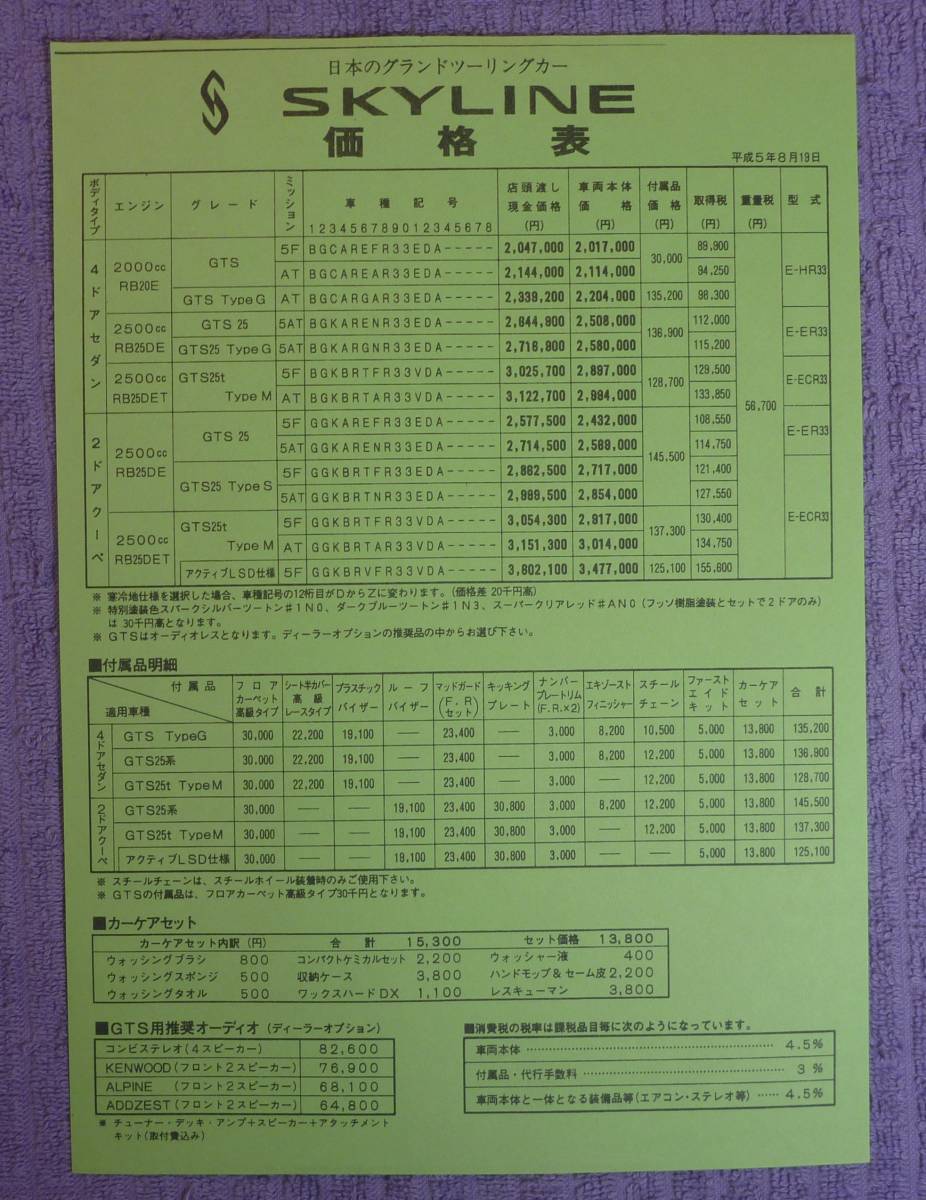 日本のグランドツーリングカー
SKYLINE
価格表
平成5年8月19日
ボディタイプ エンジン グレード ミッション 車種記号 店頭渡し現金価格(円) 車両本体価格(円) 付属品価格(円) 取得税(円) 重量税(円) 型式
123456789012345678
4ドアセダン 2000cc RB20E GTS 5F BGCAREFR33EDA----- 2,047,000 2,017,000 30,000 89,900 56,700 E-HR33
AT BGCAREAR33EDA----- 2,144,000 2,114,000 94,250
GTS TypeG AT BGCARGAR33EDA----- 2,339,200 2,204,000 135,200 98,300
2500cc RB25DE GTS 25 5AT BGKARENR33EDA----- 2,644,900 2,508,000 136,900 112,000 E-ER33
GTS25 TypeG 5AT BGKARGNR33EDA----- 2,716,900 2,580,000 115,200
2500cc RB25DET GTS25t TypeM 5F BGKBRTFR33VDA----- 3,025,700 2,897,000 128,700 129,500 E-ECR33
AT BGKBRTAR33VDA----- 3,122,700 2,994,000 133,850
2ドアクーペ 2500cc RB25DE GTS 25 5F GGKAREFR33EDA----- 2,577,500 2,432,000 145,500 108,550 E-ER33
5AT GGKARENR33EDA----- 2,714,500 2,569,000 114,750
GTS25 TypeS 5F GGKBRTFR33EDA----- 2,862,500 2,717,000 121,400 E-ECR33
5AT GGKBRTNR33EDA----- 2,999,500 2,854,000 127,550
2500cc RB25DET GTS25t TypeM 5F GGKBRTFR33VDA----- 3,054,300 2,917,000 137,300 130,400
AT GGKBRTAR33VDA----- 3,151,300 3,014,000 134,750
アクティブLSD仕様 5F GGKBRVFR33VDA----- 3,602,100 3,477,000 125,100 155,600
※ 寒冷地仕様を選択した場合、車種記号の12桁目がDからZに変わります。(価格差 20千円高)
※ 特別塗装色スパークシルバーツートン#1N0、ダークブルーツートン#1N3、スーパークリアレッド#AN0(フッソ樹脂塗装とセットで2ドアのみ)
は 30千円高となります。
※ GTSはオーディオレスとなります。ディーラーオプションの推奨品の中からお選び下さい。
■付属品明細
適用車種 付属品 フロアカーペット高級タイプ シート半カバー高級レースタイプ プラスチックバイザー ルーフバイザー マッドガード(F.R)(セット) キッキングプレート ナンバープレートリム(F.R×2) エキゾーストフィニッシャー スチールチェーン ファーストエイドキット カーケアセット 合計
4ドアセダン GTS TypeG 30,000 22,200 19,100 —— 23,400 —— 3,000 8,200 10,500 5,000 13,800 135,200
GTS25系 30,000 22,200 19,100 —— 23,400 —— 3,000 8,200 12,200 5,000 13,800 136,900
GTS25t TypeM 30,000 22,200 19,100 —— 23,400 —— 3,000 —— 12,200 5,000 13,800 128,700
2ドアクーペ GTS25系 30,000 —— —— 19,100 23,400 30,800 3,000 8,200 12,200 5,000 13,800 145,500
GTS25t TypeM 30,000 —— —— 19,100 23,400 30,800 3,000 —— 12,200 5,000 13,800 137,300
アクティブLSD仕様 30,000 —— —— 19,100 23,400 30,800 3,000 —— —— 5,000 13,800 125,100
※ スチールチェーンは、スチールホイール装着時のみご使用下さい。
※ GTSの付属品は、フロアカーペット高級タイプ30千円となります。
■カーケアセット
カーケアセット内訳(円) 合計 15,300 セット価格 13,800
ウォッシングブラシ 800 コンパクトケミカルセット 2,200 ウォッシャー液 400
ウォッシングスポンジ 500 収納ケース 3,800 ハンドモップ&セーム皮 2,200
ウォッシングタオル 500 ワックスハードDX 1,100 レスキューマン 3,800
■GTS用推奨オーディオ(ディーラーオプション)
コンビステレオ(4スピーカー) 82,600
KENWOOD(フロント2スピーカー) 76,900
ALPINE (フロント2スピーカー) 68,100
ADDZEST(フロント2スピーカー) 64,800
* チューナー・デッキ・アンプ+スピーカー+アタッチメント
キット(取付費込み)
■消費税の税率は課税品目毎に次のようになっています。
車両本体 …… 4.5%
付属品・代行手数料 …… 3 %
車両本体と一体となる装備品等(エアコン・ステレオ等) …… 4.5%